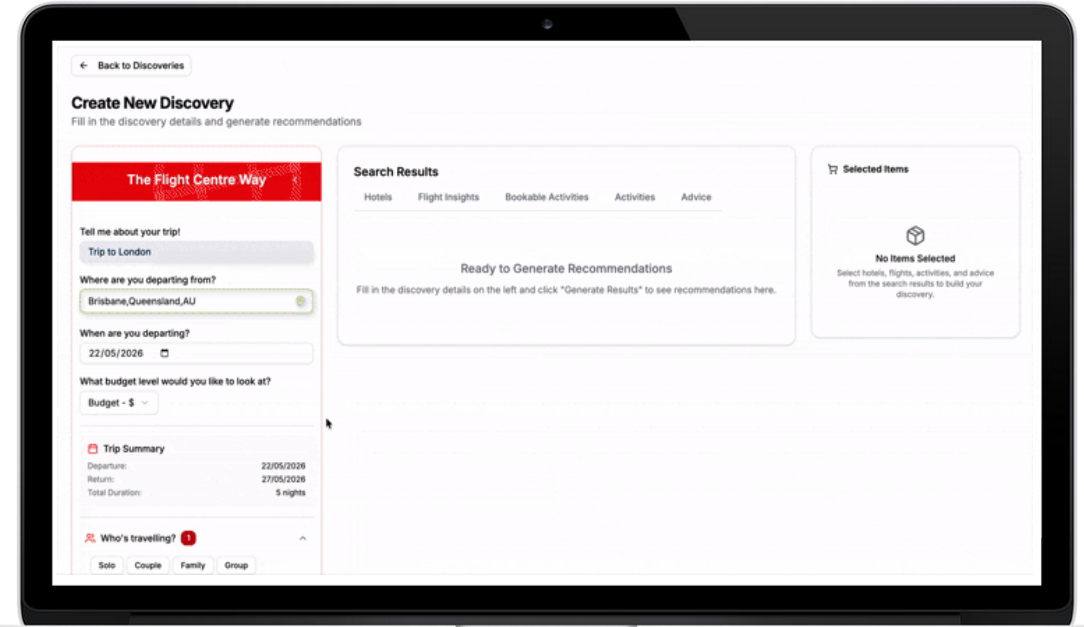 Back to Discoveries
Create New Discovery
Fill in the discovery details and generate recommendations
The Flight Centre Way
Tell me about your trip!
Trip to London
Where are you departing from?
Brisbane,Queensland,AU
When are you departing?
22/05/2026
What budget level would you like to look at?
Budget - $
Trip Summary
Departure: 22/05/2026
Return: 27/05/2026
Total Duration: 5 nights
Who's travelling? 1
Solo Couple Family Group
Search Results
Hotels Flight Insights Bookable Activities Activities Advice
Ready to Generate Recommendations
Fill in the discovery details on the left and click "Generate Results" to see recommendations here.
Selected Items
No Items Selected
Select hotels, flights, activities, and advice
from the search results to build your
discovery.